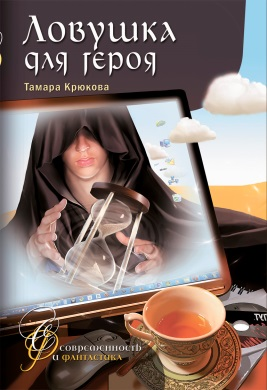 Ловушка
для героя
Тамара Крюкова
Современность
и фантастика